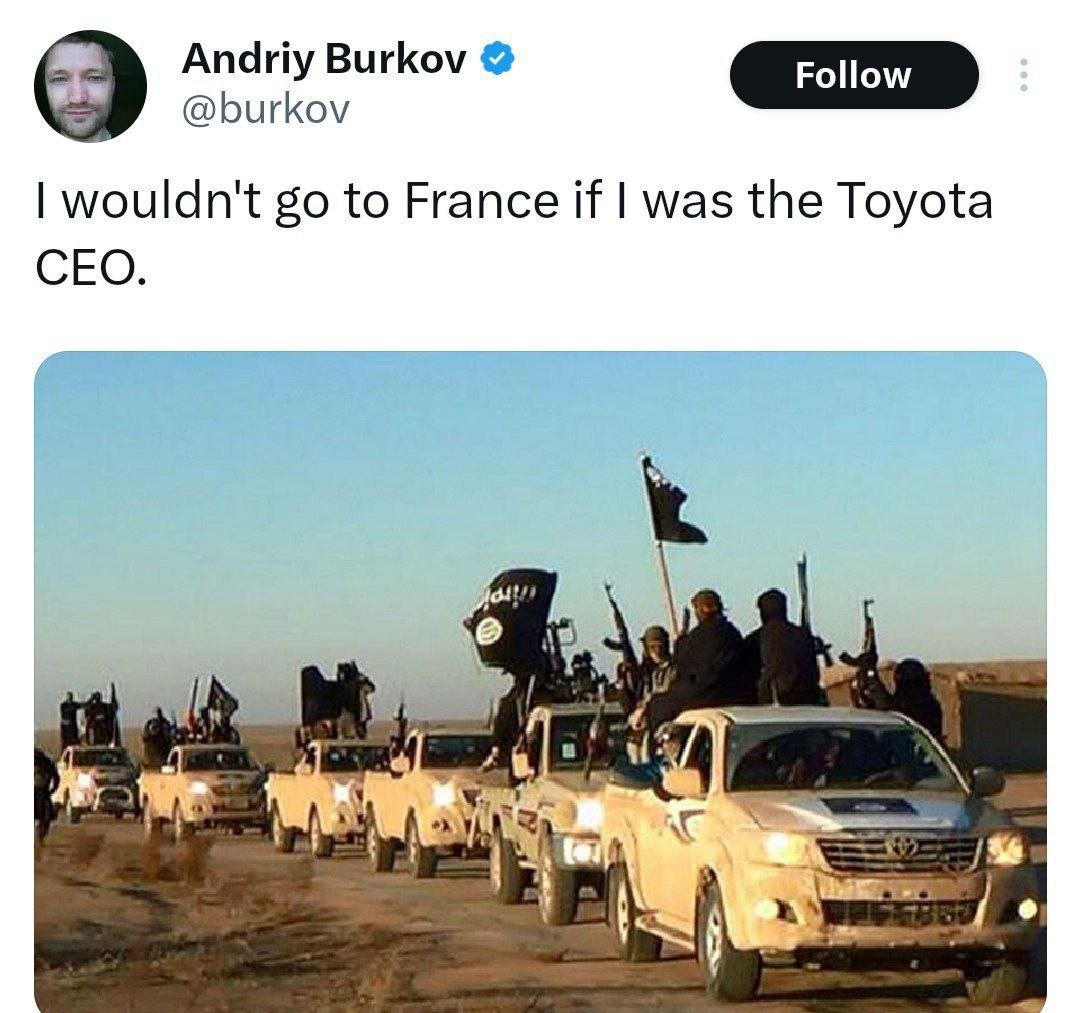 Andriy Burkov
@burkov
Follow
I wouldn't go to France if I was the Toyota
CEO.